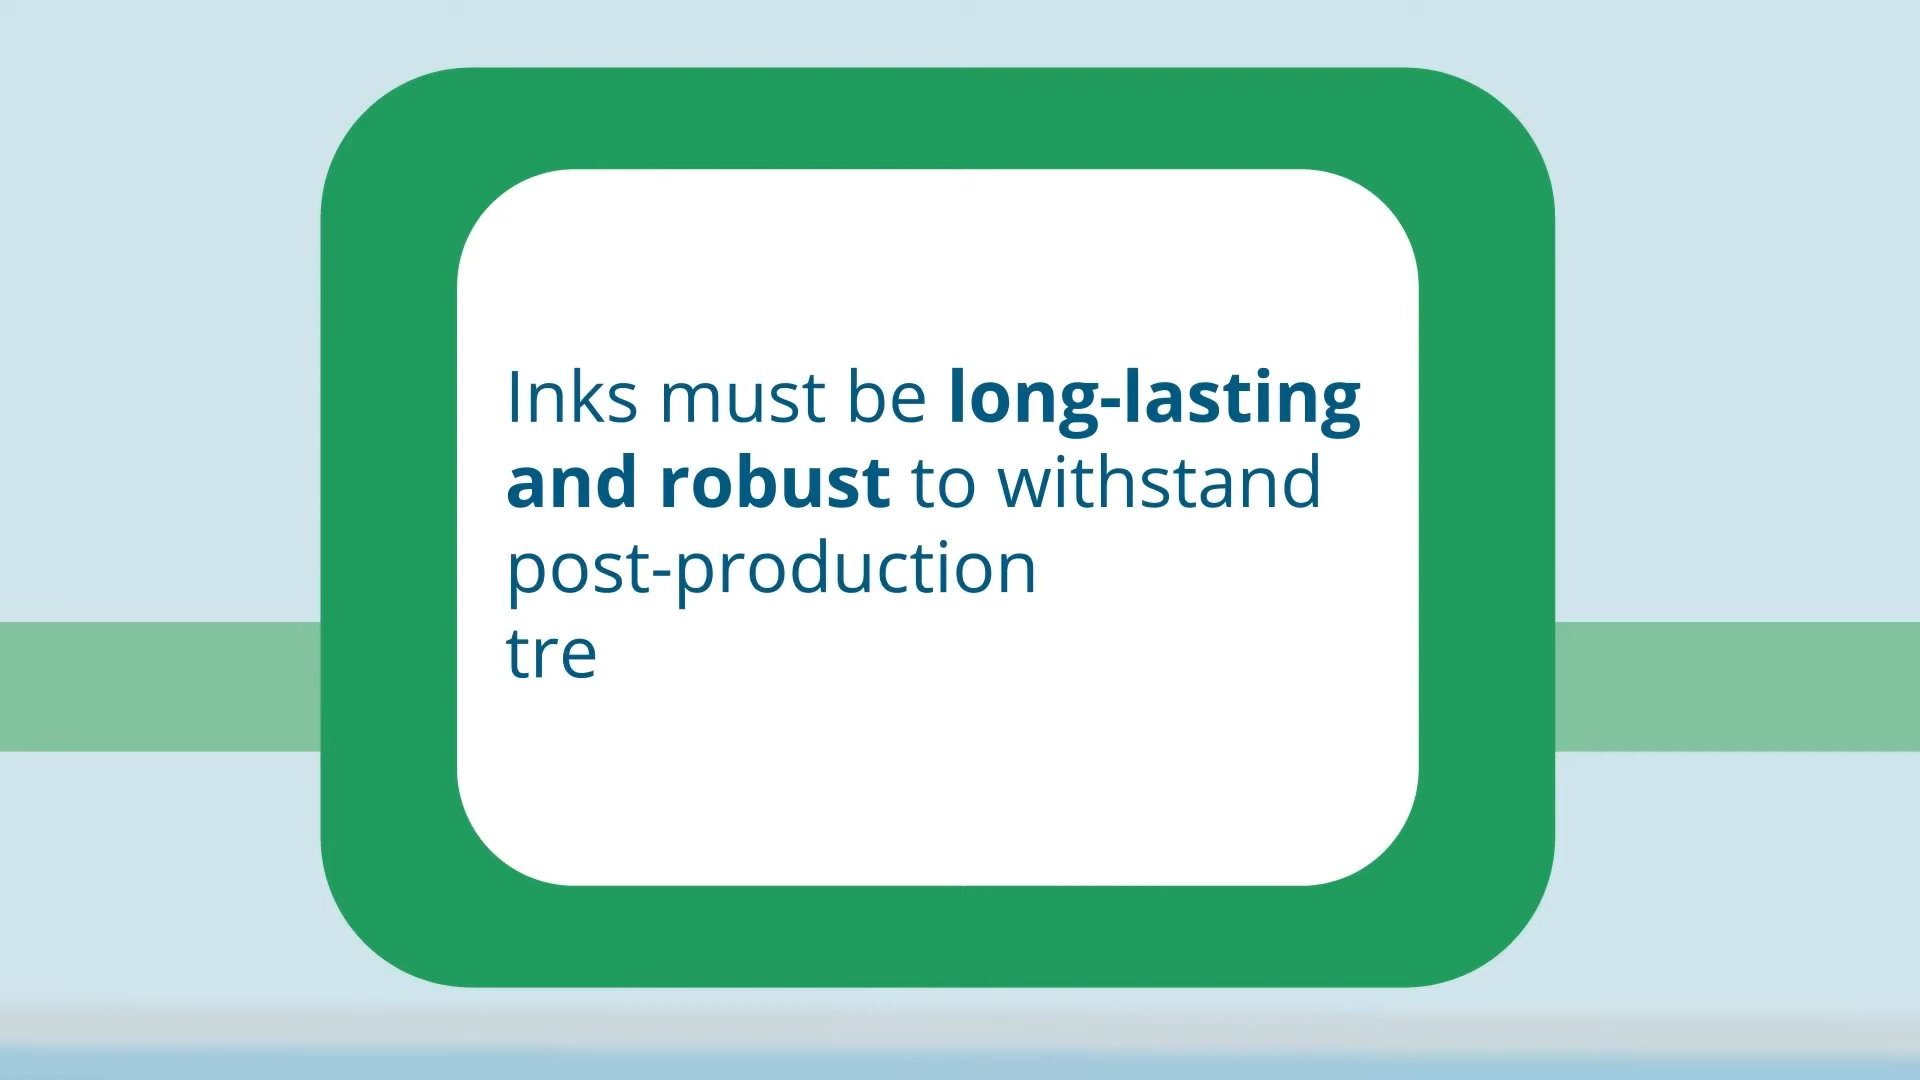 Inks must be long-lasting
and robust to withstand
post-production
tre